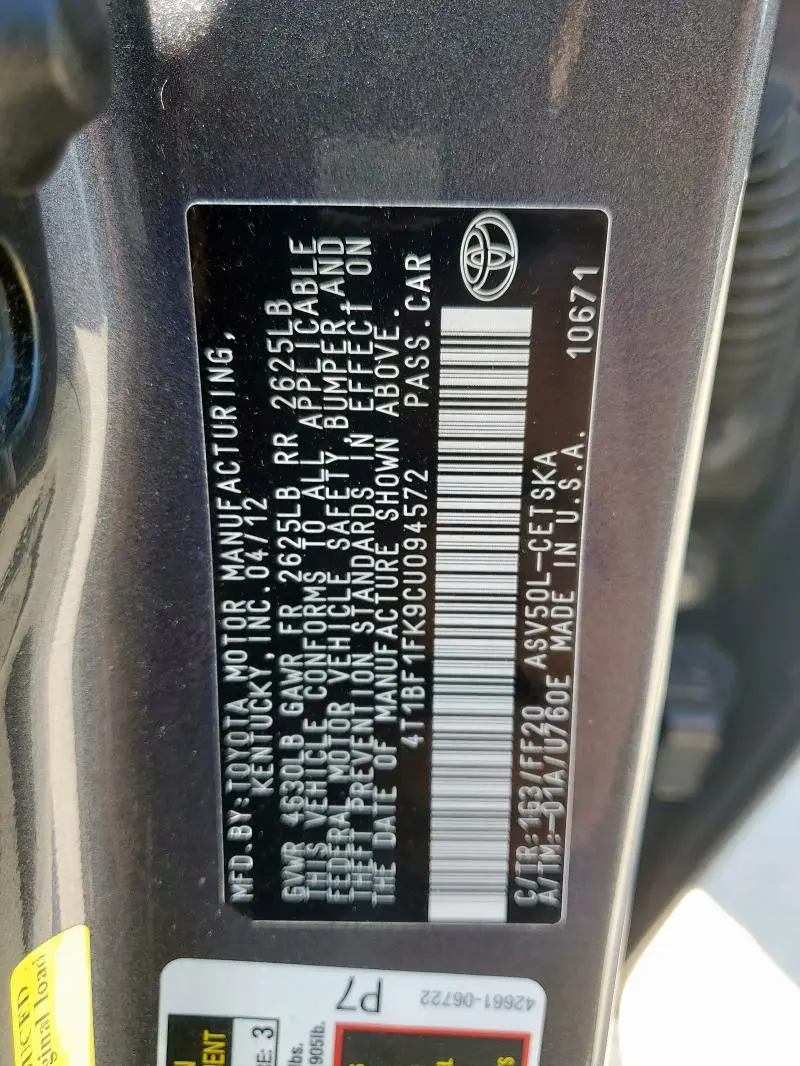 MFD.BY:TOYOTA MOTOR MANUFACTURING,
KENTUCKY, INC. 04/12
GVWR 4630LB GAWR FR 2625LB RR 2625LB
THIS VEHICLE CONFORMS TO ALL APPLICABLE
FEDERAL MOTOR VEHICLE SAFETY, BUMPER, AND
THEFT PREVENTION STANDARDS IN EFFECT ON
THE DATE OF MANUFACTURE SHOWN ABOVE.
4T1BF1FK9CU094572 PASS.CAR
C/TR:1G3/FF20 ASV50L-CETSKA
A/TM:-01A/U760E MADE IN U.S.A.
10671
P7
42661-06722
3
905lb.